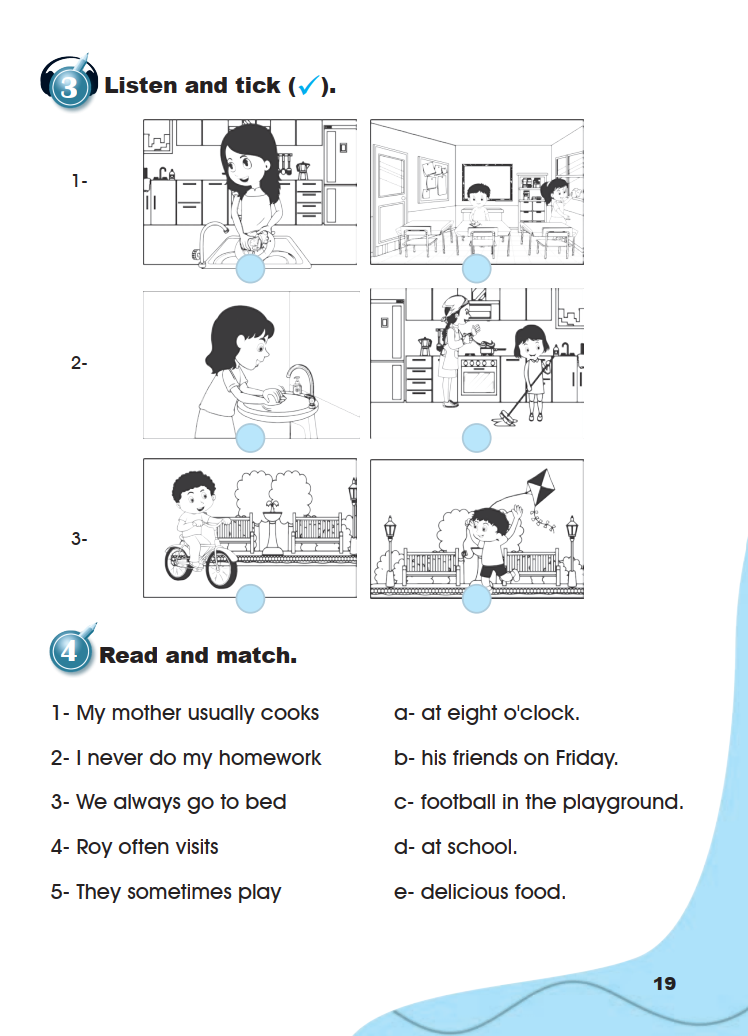 3 Listen and tick (✓).
1-
2-
3-
4 Read and match.
1- My mother usually cooks
a- at eight o'clock.
2- I never do my homework
b- his friends on Friday.
3- We always go to bed
c- football in the playground.
4- Roy often visits
d- at school.
5- They sometimes play
e- delicious food.
19